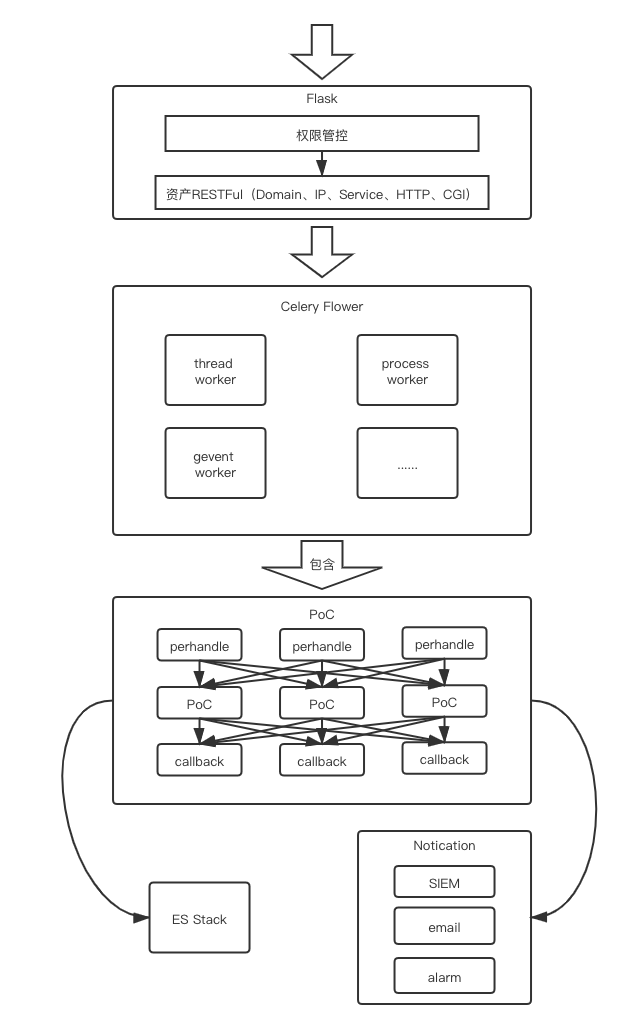 Flask
权限管控
资产RESTFul（Domain、IP、Service、HTTP、CGI）
Celery Flower
thread
worker
process
worker
gevent
worker
......
包含
PoC
perhandle
perhandle
perhandle
PoC
PoC
PoC
callback
callback
callback
Notication
SIEM
ES Stack
email
alarm